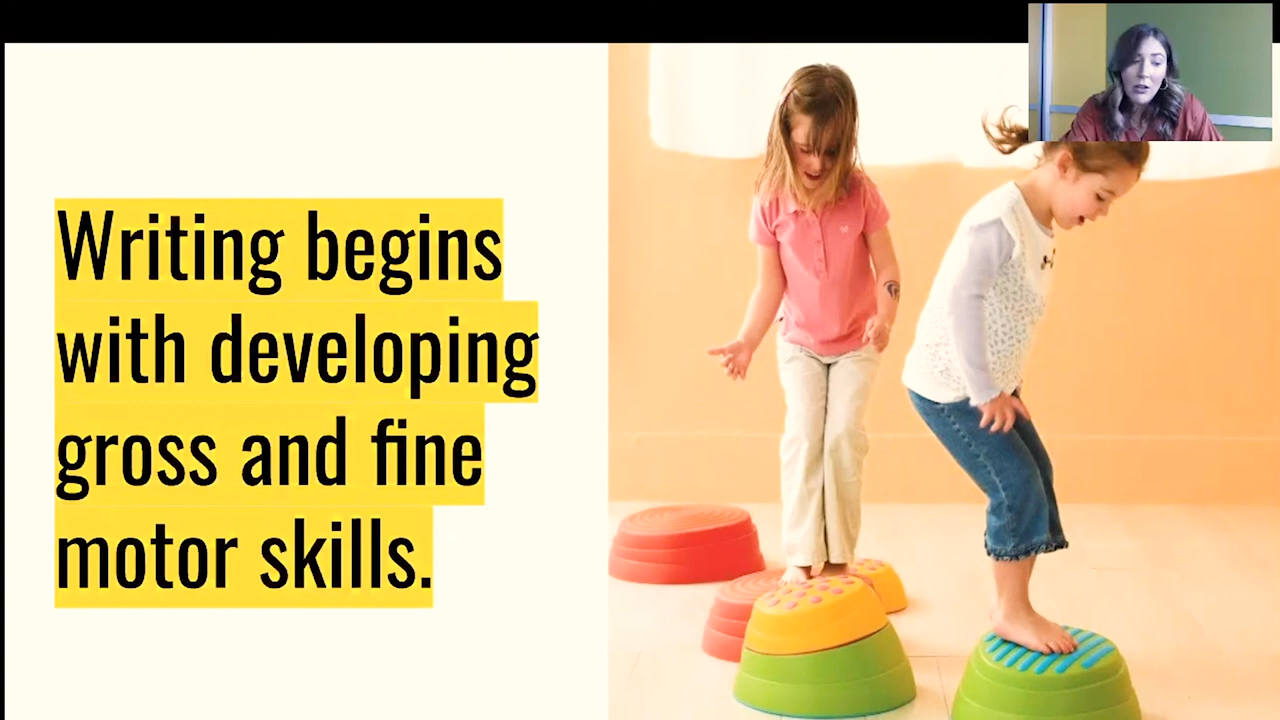 Writing begins
with developing
gross and fine
motor skills.